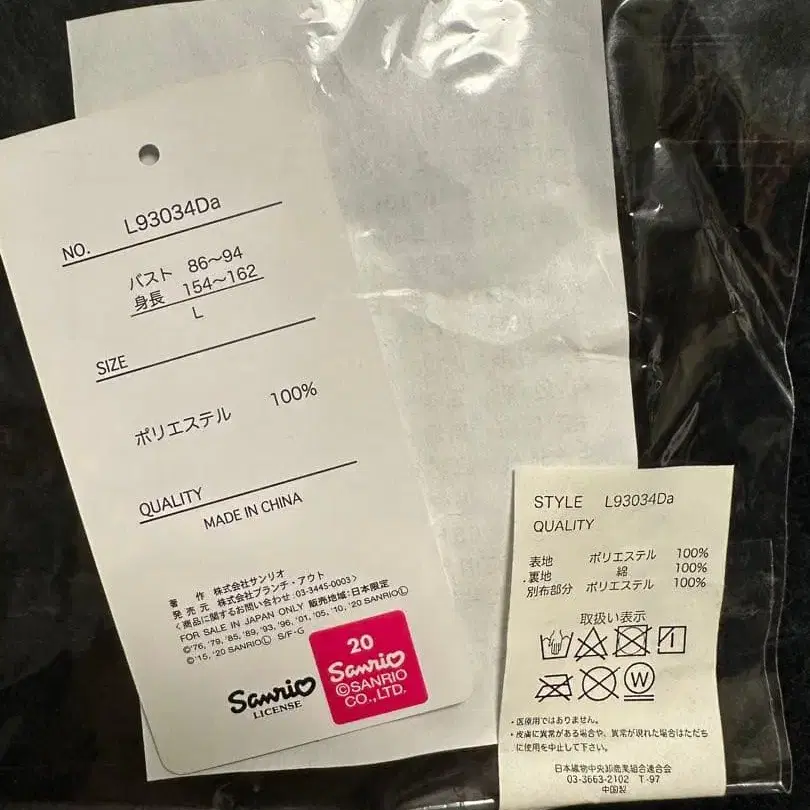 NO. L93034Da
バスト 86〜94
身長 154〜162
L
SIZE
ポリエステル 100%
QUALITY
MADE IN CHINA
著 作 株式会社サンリオ
発 売 元 株式会社ブランチ・アウト
〈商品に関するお問い合わせ:03-3445-0003〉
FOR SALE IN JAPAN ONLY 販売地域:日本限定
©'76,'79,'85,'89,'93,'96,'01,'05,'10,'20 SANRIOⓁ
©'15,'20 SANRIOⓁ S/F・G
Sanrio
LICENSE
20
Sanrio
©SANRIO
CO.,LTD.
STYLE L93034Da
QUALITY
表地 ポリエステル 100%
裏地 綿 100%
別布部分 ポリエステル 100%
取扱い表示
W
・医療用ではありません。
・皮膚に異常がある場合や、異常が現れた場合はただち
に使用を中止して下さい。
日本織物中央卸商業組合連合会
03-3663-2102 T-97
中国製